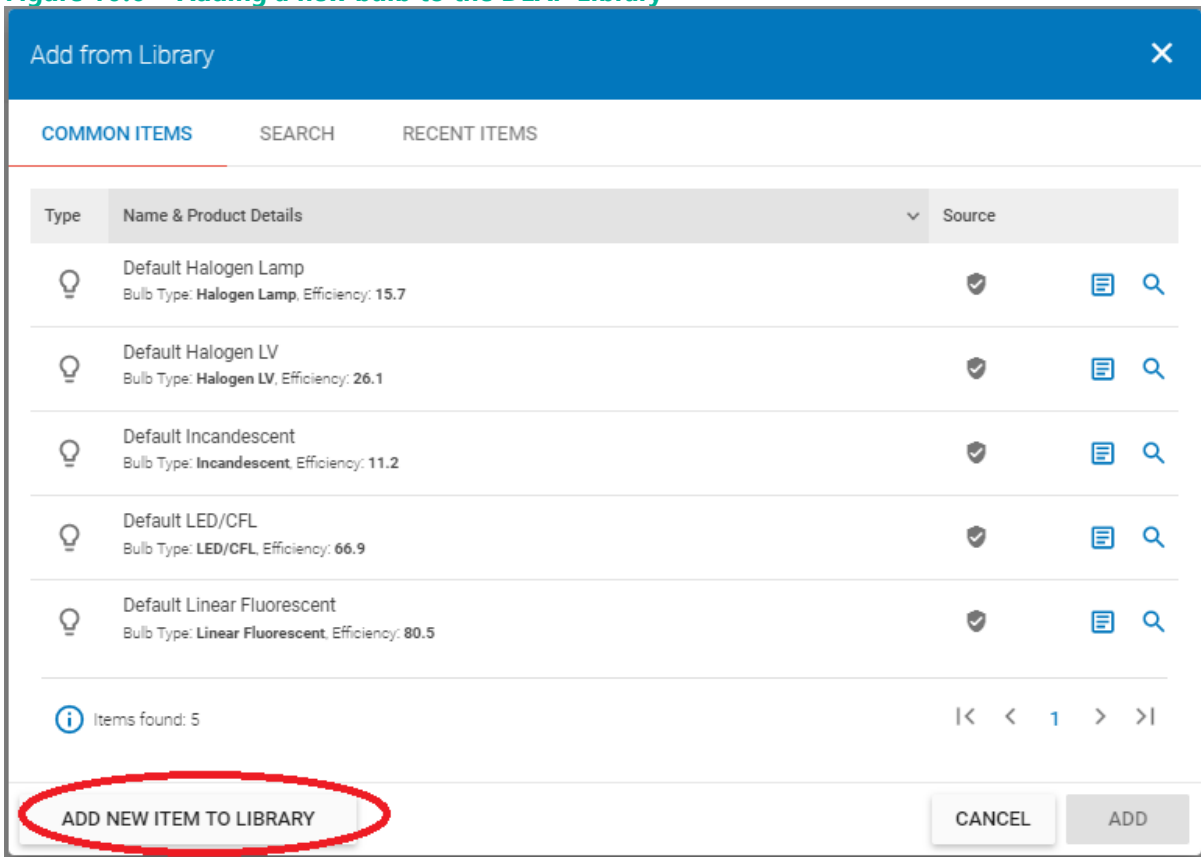 Add from Library
COMMON ITEMS SEARCH RECENT ITEMS
Type Name & Product Details Source
Default Halogen Lamp
Bulb Type: Halogen Lamp, Efficiency: 15.7
Default Halogen LV
Bulb Type: Halogen LV, Efficiency: 26.1
Default Incandescent
Bulb Type: Incandescent, Efficiency: 11.2
Default LED/CFL
Bulb Type: LED/CFL, Efficiency: 66.9
Default Linear Fluorescent
Bulb Type: Linear Fluorescent, Efficiency: 80.5
Items found: 5
1
ADD NEW ITEM TO LIBRARY CANCEL ADD